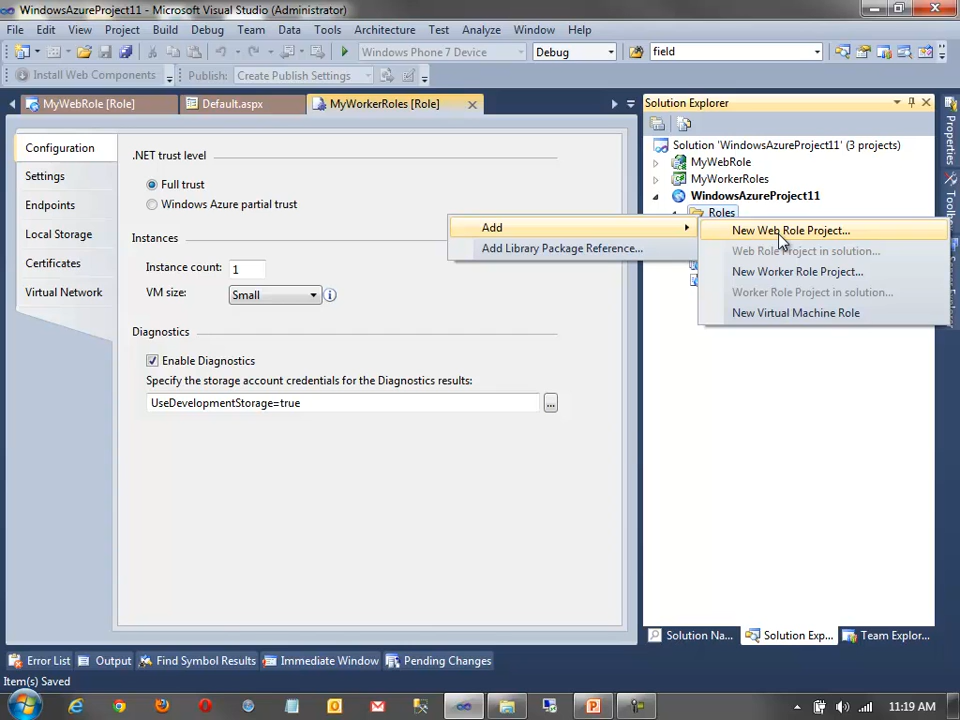 WindowsAzureProject11 - Microsoft Visual Studio (Administrator)
File Edit View Project Build Debug Team Data Tools Architecture Test Analyze Window Help
Windows Phone 7 Device Debug field
Install Web Components Publish: Create Publish Settings
MyWebRole [Role] Default.aspx MyWorkerRoles [Role]
Configuration
Settings
Endpoints
Local Storage
Certificates
Virtual Network
.NET trust level
Full trust
Windows Azure partial trust
Instances
Instance count: 1
VM size: Small
Diagnostics
Enable Diagnostics
Specify the storage account credentials for the Diagnostics results:
UseDevelopmentStorage=true
...
Add
Add Library Package Reference...
New Web Role Project...
Web Role Project in solution...
New Worker Role Project...
Worker Role Project in solution...
New Virtual Machine Role
Solution Explorer
Solution 'WindowsAzureProject11' (3 projects)
MyWebRole
MyWorkerRoles
WindowsAzureProject11
Roles
Properties
Solution Na... Solution Exp... Team Explor...
Error List Output Find Symbol Results Immediate Window Pending Changes
Item(s) Saved
11:19 AM